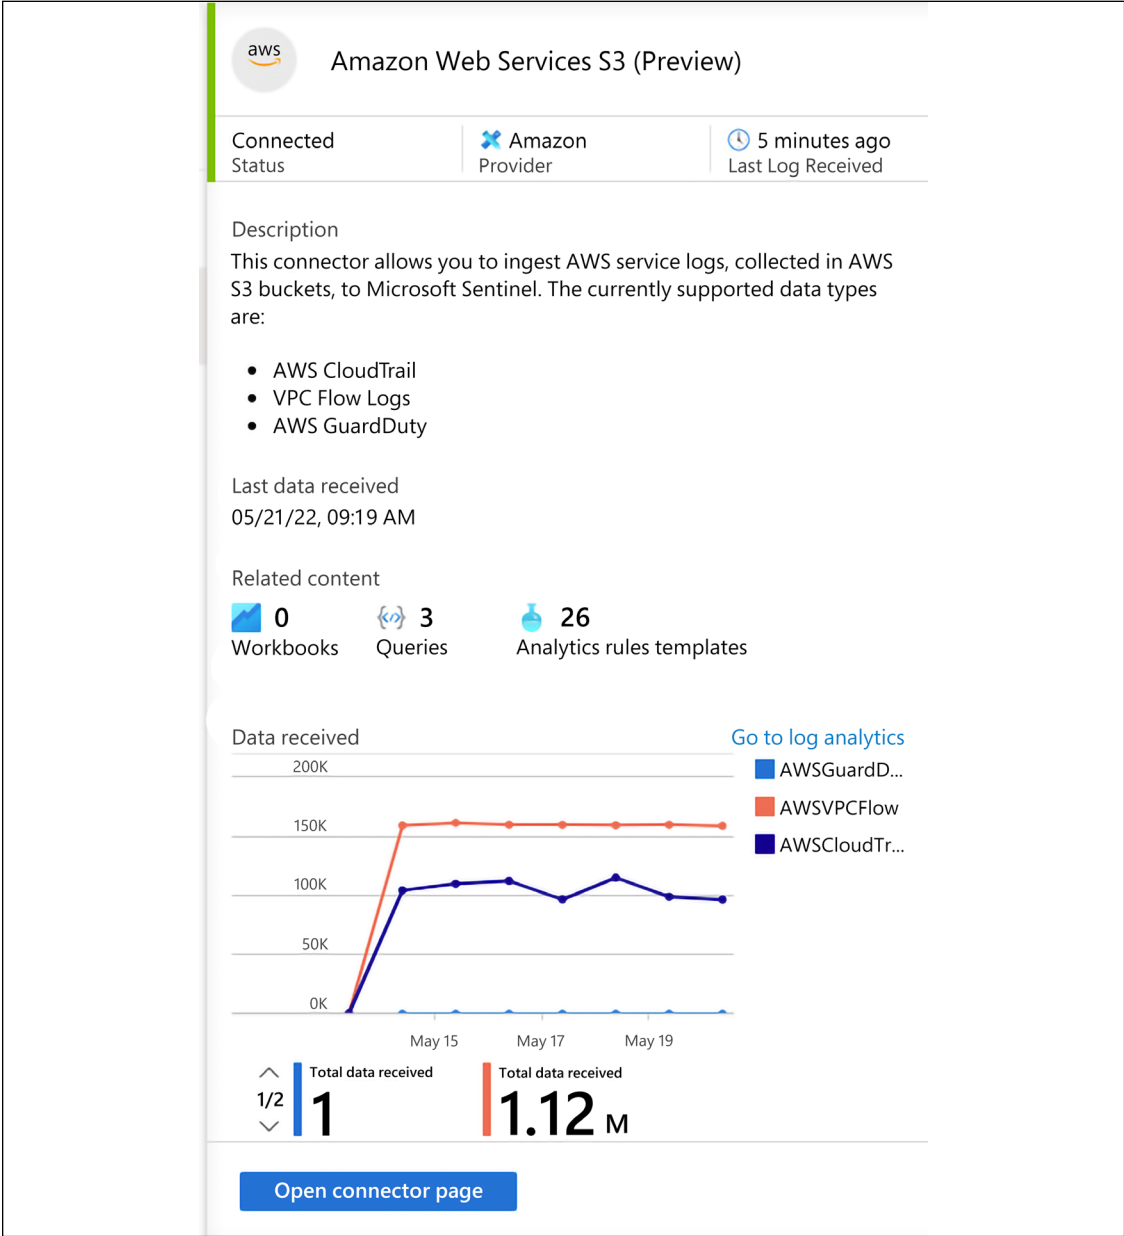 aws
Amazon Web Services S3 (Preview)
Connected
Status
Amazon
Provider
5 minutes ago
Last Log Received
Description
This connector allows you to ingest AWS service logs, collected in AWS
S3 buckets, to Microsoft Sentinel. The currently supported data types
are:
• AWS CloudTrail
• VPC Flow Logs
• AWS GuardDuty
Last data received
05/21/22, 09:19 AM
Related content
0
Workbooks
3
Queries
26
Analytics rules templates
Data received
Go to log analytics
200K
150K
100K
50K
0K
May 15
May 17
May 19
AWSGuardD...
AWSVPCFlow
AWSCloudTr...
1/2
Total data received
1
Total data received
1.12 M
Open connector page